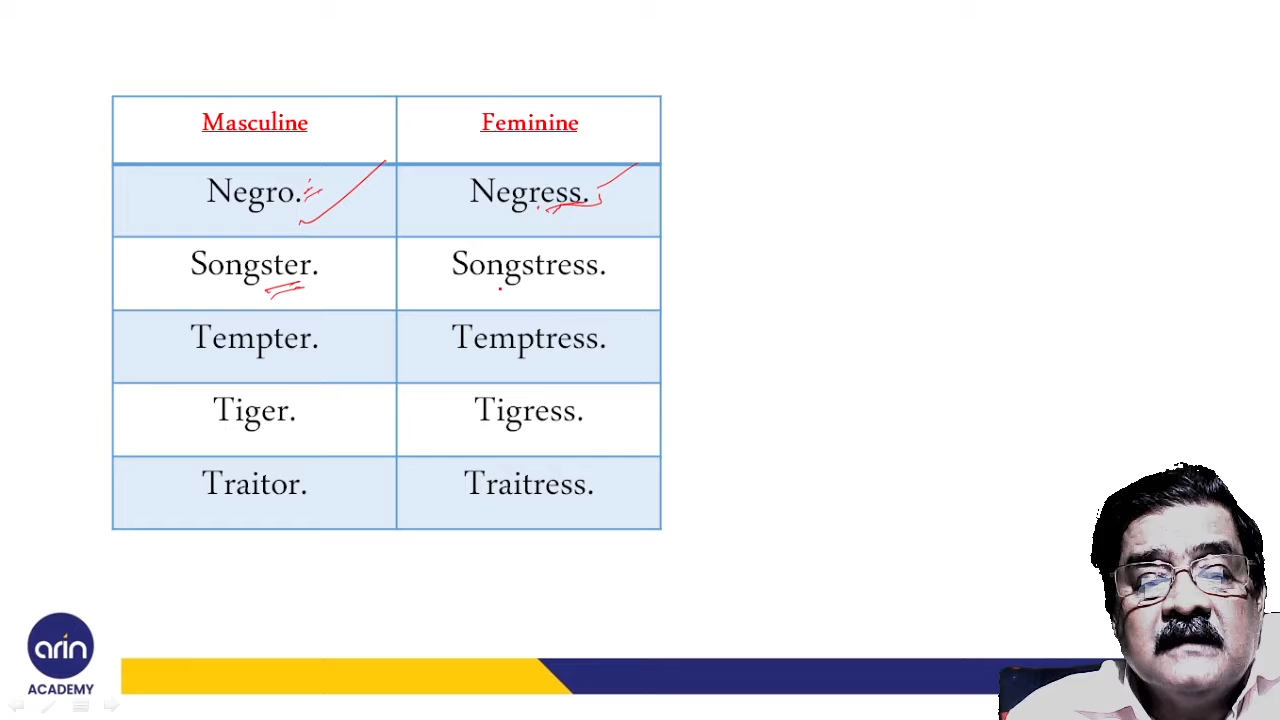 Masculine Feminine
Negro. Negress.
Songster. Songstress.
Tempter. Temptress.
Tiger. Tigress.
Traitor. Traitress.
arin
ACADEMY